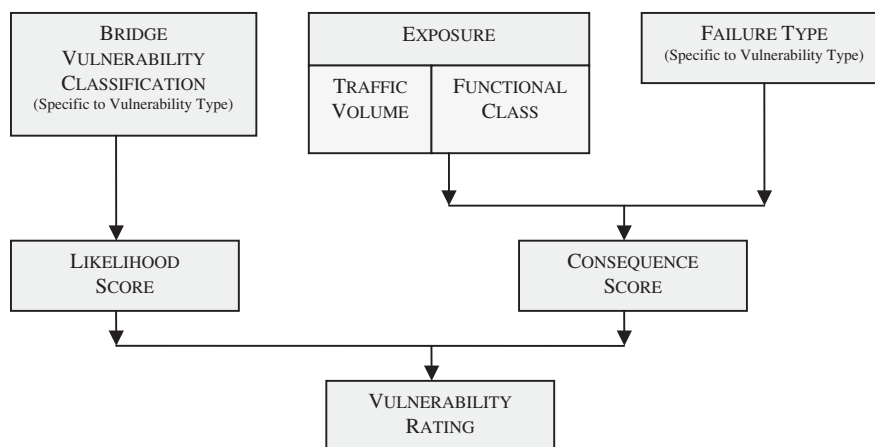 BRIDGE
VULNERABILITY
CLASSIFICATION
(Specific to Vulnerability Type)
EXPOSURE
TRAFFIC
VOLUME
FUNCTIONAL
CLASS
FAILURE TYPE
(Specific to Vulnerability Type)
LIKELIHOOD
SCORE
CONSEQUENCE
SCORE
VULNERABILITY
RATING